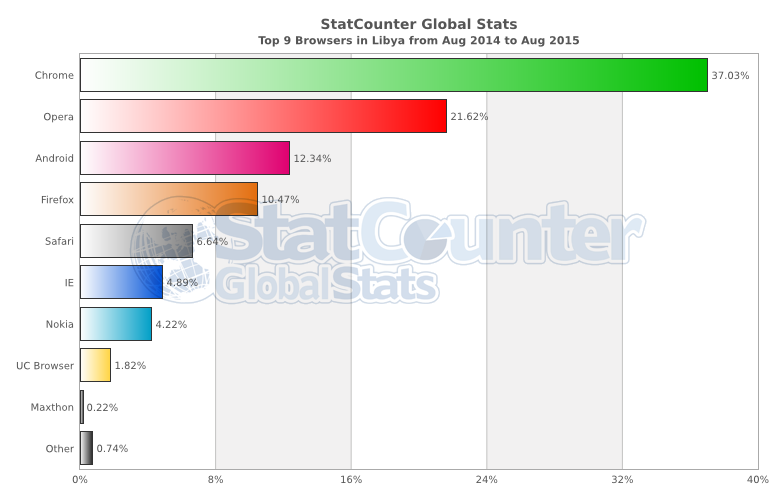 StatCounter Global Stats
Top 9 Browsers in Libya from Aug 2014 to Aug 2015
Chrome 37.03%
Opera 21.62%
Android 12.34%
Firefox 10.47%
StatCounter
Safari 6.64%
IE 4.89%
GlobalStats
Nokia 4.22%
UC Browser 1.82%
Maxthon 0.22%
Other 0.74%
0% 8% 16% 24% 32% 40%